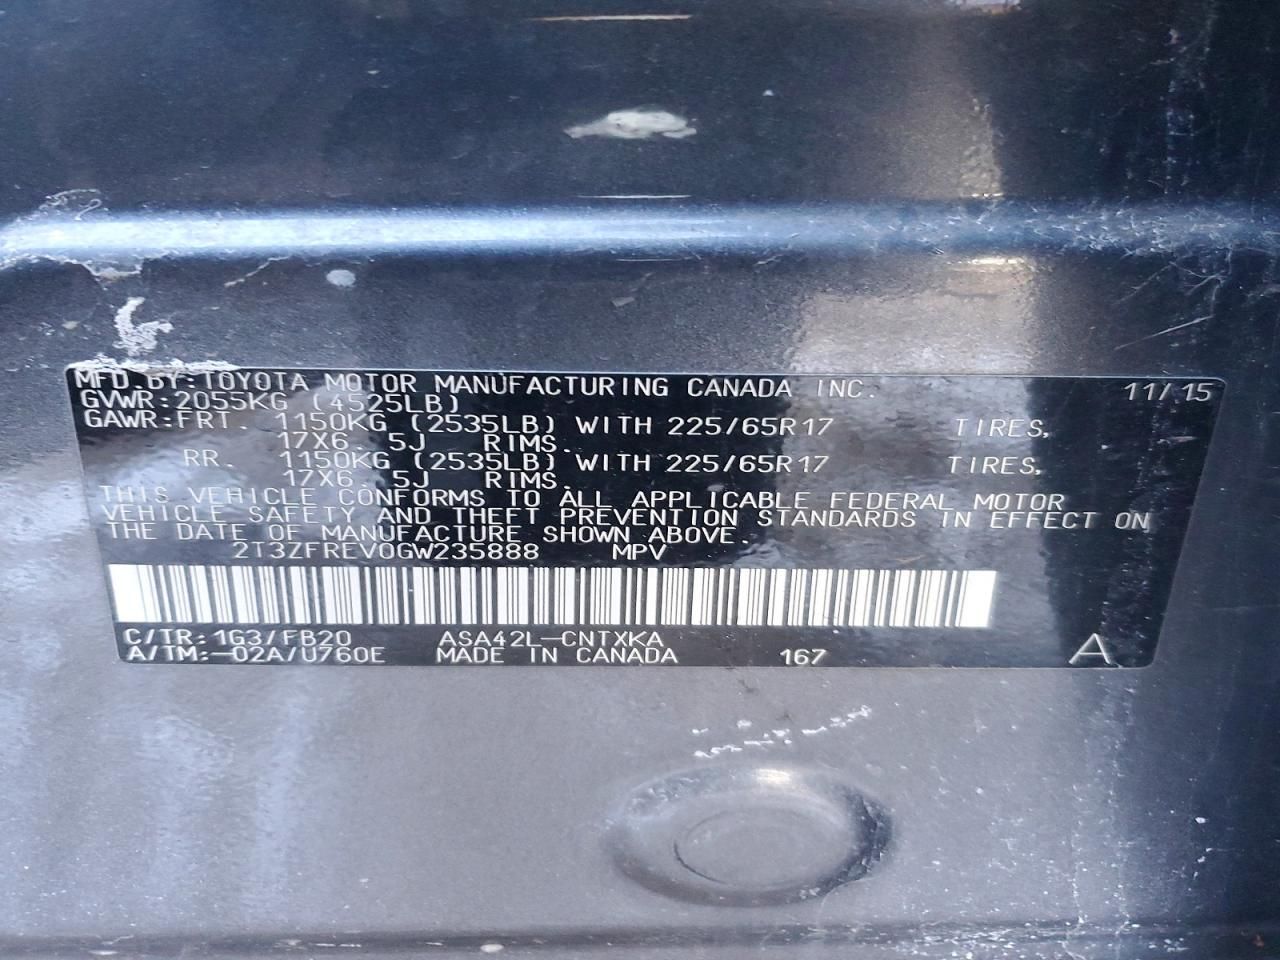 MFD. BY: TOYOTA MOTOR MANUFACTURING CANADA INC. 11/15
GVWR: 2055KG (4525LB)
GAWR: FRT. 1150KG (2535LB) WITH 225/65R17 TIRES,
17X6. 5J RIMS.
RR. 1150KG (2535LB) WITH 225/65R17 TIRES,
17X6. 5J RIMS.
THIS VEHICLE CONFORMS TO ALL APPLICABLE FEDERAL MOTOR
VEHICLE SAFETY AND THEFT PREVENTION STANDARDS IN EFFECT ON
THE DATE OF MANUFACTURE SHOWN ABOVE.
2T3ZFREV0GW235888 MPV
C/TR: 1G3/FB20 ASA42L-CNTXKA
A/TM: -02A/U760E MADE IN CANADA 167 A